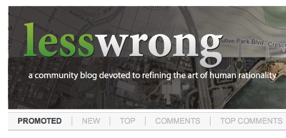 lesswrong
a community blog devoted to refining the art of human rationality
PROMOTED | NEW | TOP | COMMENTS | TOP COMMENTS